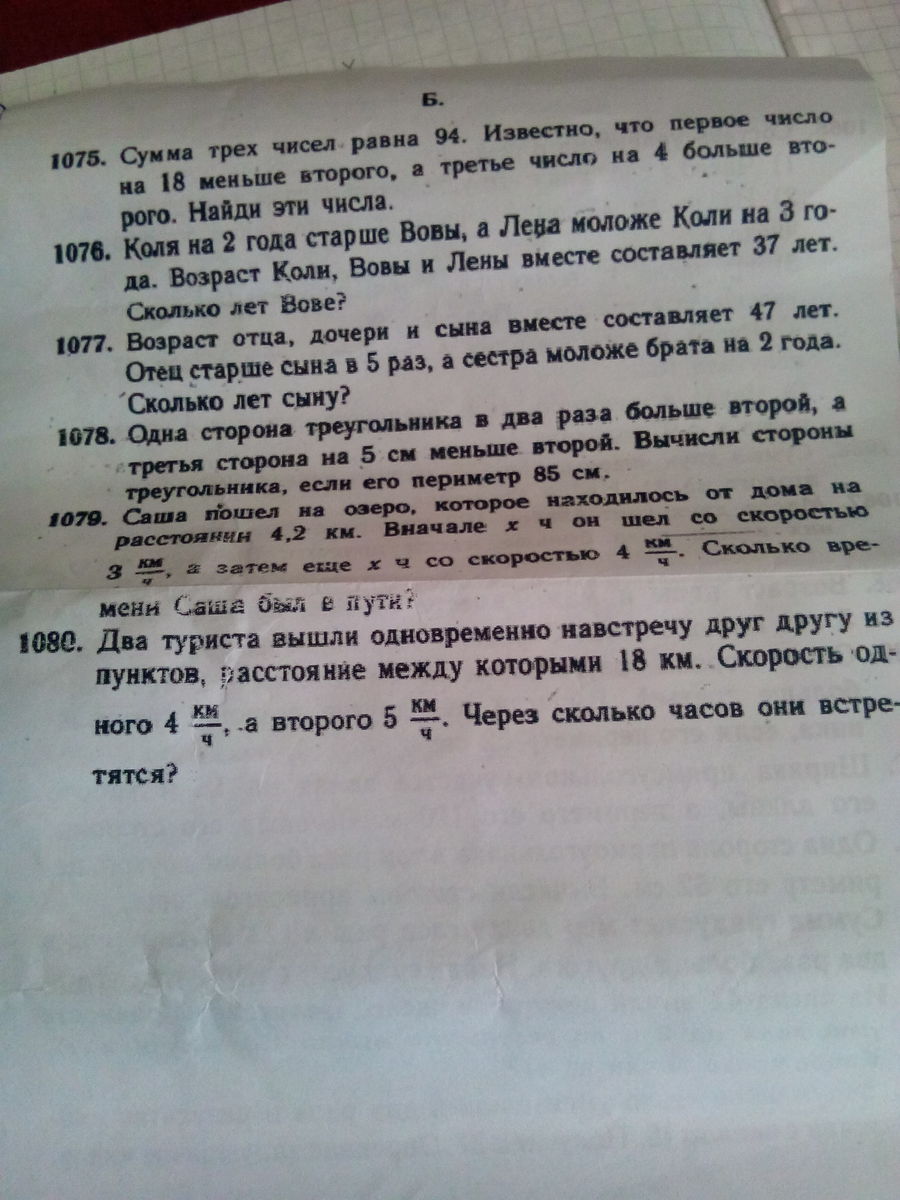 Б.
1075. Сумма трех чисел равна 94. Известно, что первое число
на 18 меньше второго, а третье число на 4 больше вто-
рого. Найди эти числа.
1076. Коля на 2 года старше Вовы, а Лена моложе Коли на 3 го-
да. Возраст Коли, Вовы и Лены вместе составляет 37 лет.
Сколько лет Вове?
1077. Возраст отца, дочери и сына вместе составляет 47 лет.
Отец старше сына в 5 раз, а сестра моложе брата на 2 года.
Сколько лет сыну?
1078. Одна сторона треугольника в два раза больше второй, а
третья сторона на 5 см меньше второй. Вычисли стороны
треугольника, если его периметр 85 см.
1079. Саша пошел на озеро, которое находилось от дома на
расстоянии 4,2 км. Вначале x ч он шел со скоростью
3 км/ч, а затем еще x ч со скоростью 4 км/ч. Сколько вре-
мени Саша был в пути?
1080. Два туриста вышли одновременно навстречу друг другу из
пунктов, расстояние между которыми 18 км. Скорость од-
ного 4 км/ч, а второго 5 км/ч. Через сколько часов они встре-
тятся?